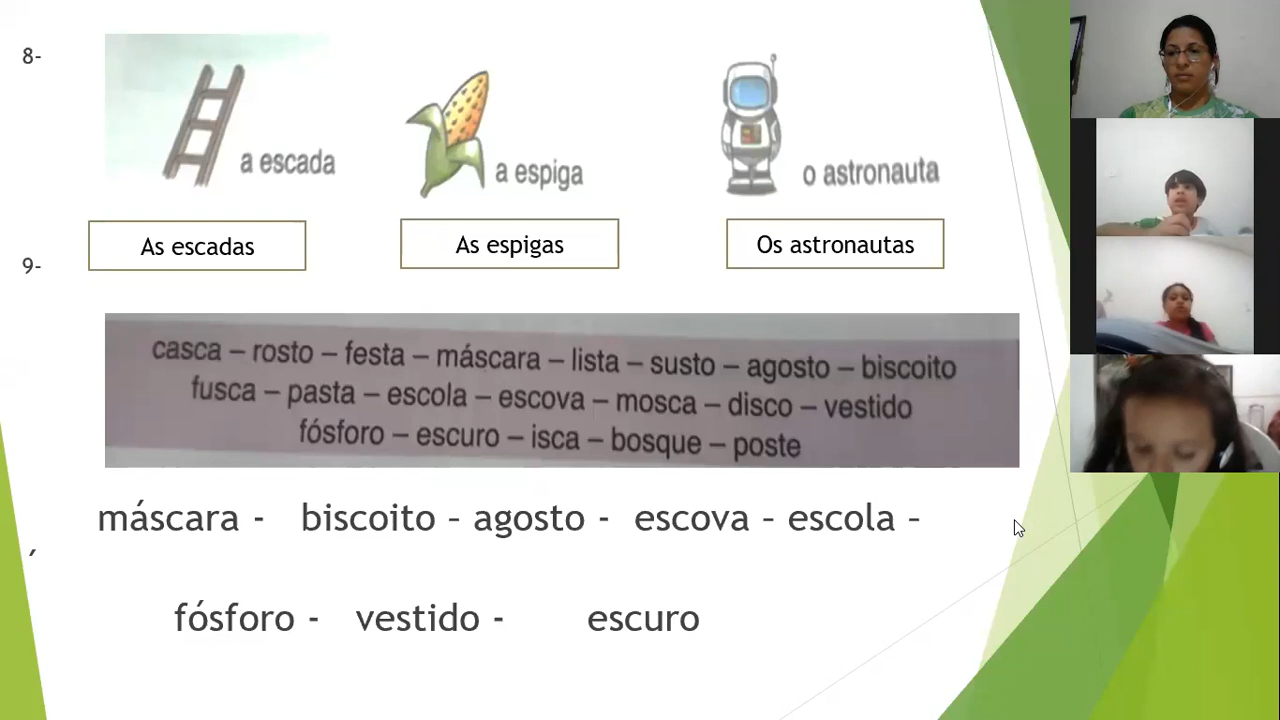 8-
a escada
a espiga
o astronauta
As escadas
As espigas
Os astronautas
9-
casca – rosto – festa – máscara – lista – susto – agosto – biscoito
fusca – pasta – escola – escova – mosca – disco – vestido
fósforo – escuro – isca – bosque – poste
máscara - biscoito – agosto - escova – escola –
´
fósforo - vestido - escuro